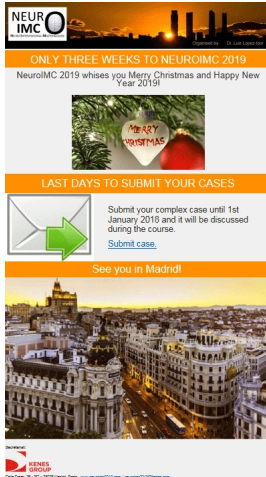 NEUR
IMC
Organised by Dr. Luis Lopez-Ibor
ONLY THREE WEEKS TO NEUROIMC 2019
NeuroIMC 2019 whises you Merry Christmas and Happy New
Year 2019!
MERRY
CHRISTMAS
LAST DAYS TO SUBMIT YOUR CASES
Submit your complex case until 1st
January 2018 and it will be discussed
during the course.
Submit case.
See you in Madrid!
Secretariat:
KENES
GROUP